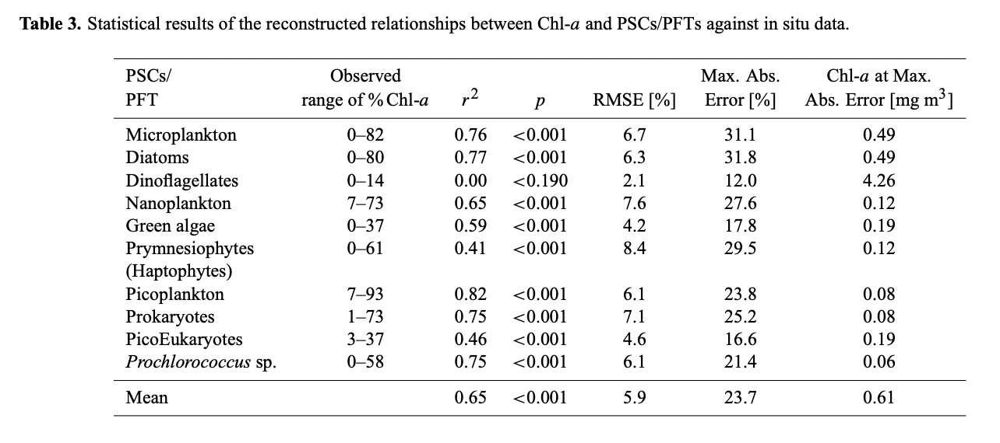 Table 3. Statistical results of the reconstructed relationships between Chl-a and PSCs/PFTs against in situ data.
PSCs/ Observed Max. Abs. Chl-a at Max.
PFT range of % Chl-a r² p RMSE [%] Error [%] Abs. Error [mg m³]
Microplankton 0–82 0.76 <0.001 6.7 31.1 0.49
Diatoms 0–80 0.77 <0.001 6.3 31.8 0.49
Dinoflagellates 0–14 0.00 <0.190 2.1 12.0 4.26
Nanoplankton 7–73 0.65 <0.001 7.6 27.6 0.12
Green algae 0–37 0.59 <0.001 4.2 17.8 0.19
Prymnesiophytes 0–61 0.41 <0.001 8.4 29.5 0.12
(Haptophytes)
Picoplankton 7–93 0.82 <0.001 6.1 23.8 0.08
Prokaryotes 1–73 0.75 <0.001 7.1 25.2 0.08
PicoEukaryotes 3–37 0.46 <0.001 4.6 16.6 0.19
Prochlorococcus sp. 0–58 0.75 <0.001 6.1 21.4 0.06
Mean 0.65 <0.001 5.9 23.7 0.61